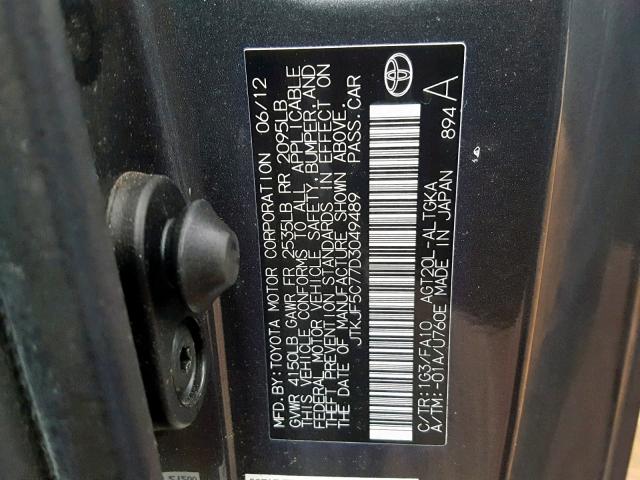 MFD.BY:TOYOTA MOTOR CORPORATION 06/12
GVWR 4150LB GAWR FR 2535LB RR 2095LB
THIS VEHICLE CONFORMS TO ALL APPLICABLE
FEDERAL MOTOR VEHICLE SAFETY, BUMPER, AND
THEFT PREVENTION STANDARDS IN EFFECT ON
THE DATE OF MANUFACTURE SHOWN ABOVE.
JTKJF5C77D3049489 PASS.CAR
C/TR:1G3/FA10 AGT20L-ALTGKA
A/TM:-01A/U760E MADE IN JAPAN 894 A